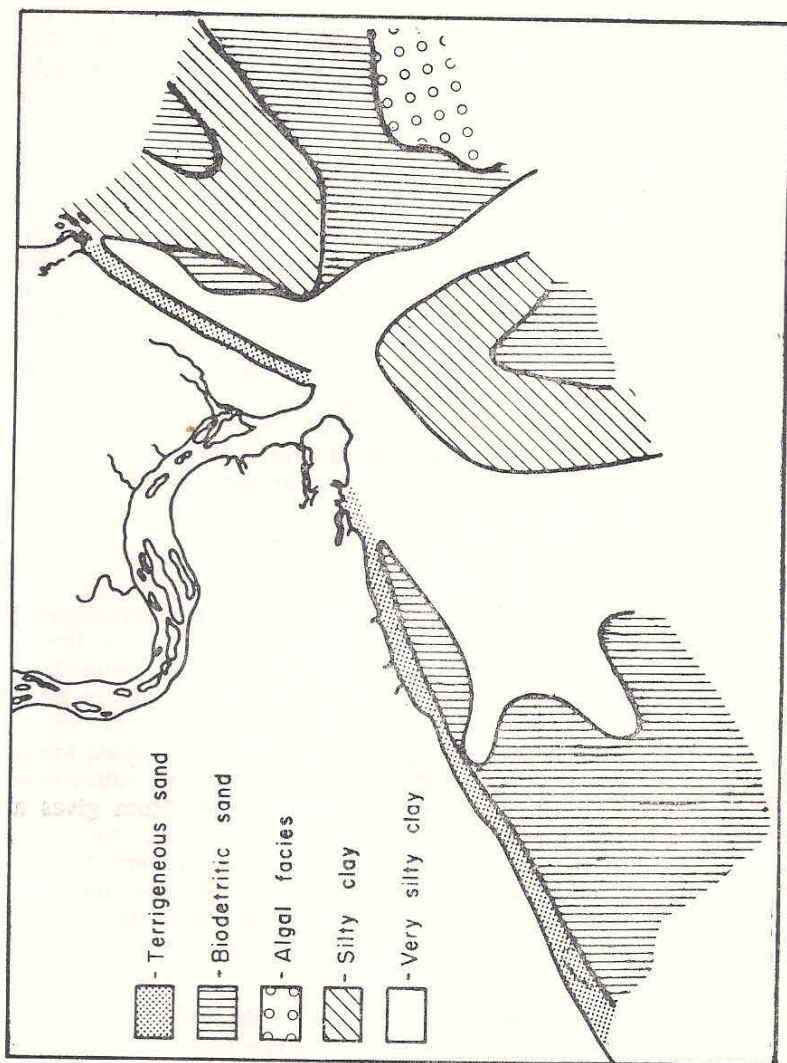 - Terrigeneous sand
- Biodetritic sand
- Algal facies
- Silty clay
- Very silty clay